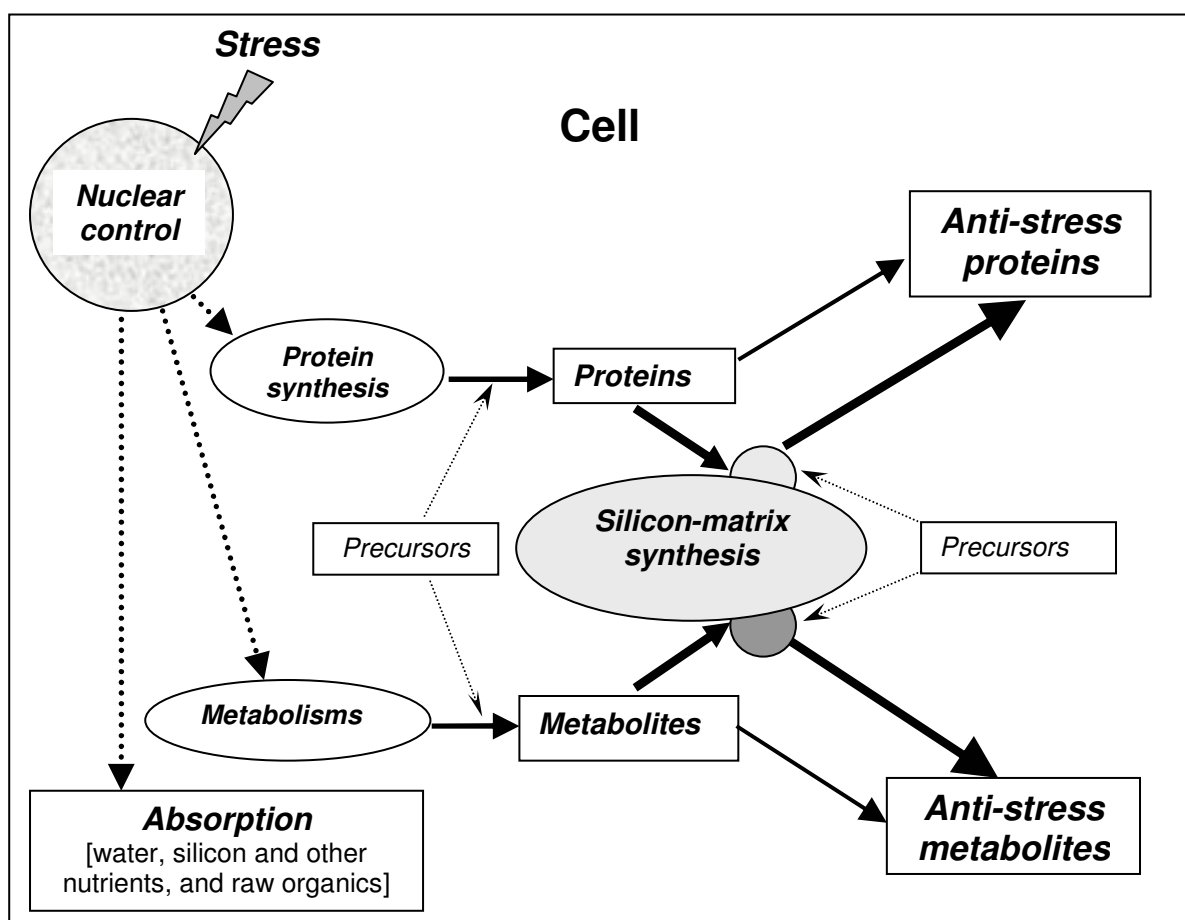 Stress
Cell
Nuclear
control
Anti-stress
proteins
Protein
synthesis
Proteins
Silicon-matrix
synthesis
Precursors
Precursors
Metabolisms
Metabolites
Absorption
[water, silicon and other
nutrients, and raw organics]
Anti-stress
metabolites